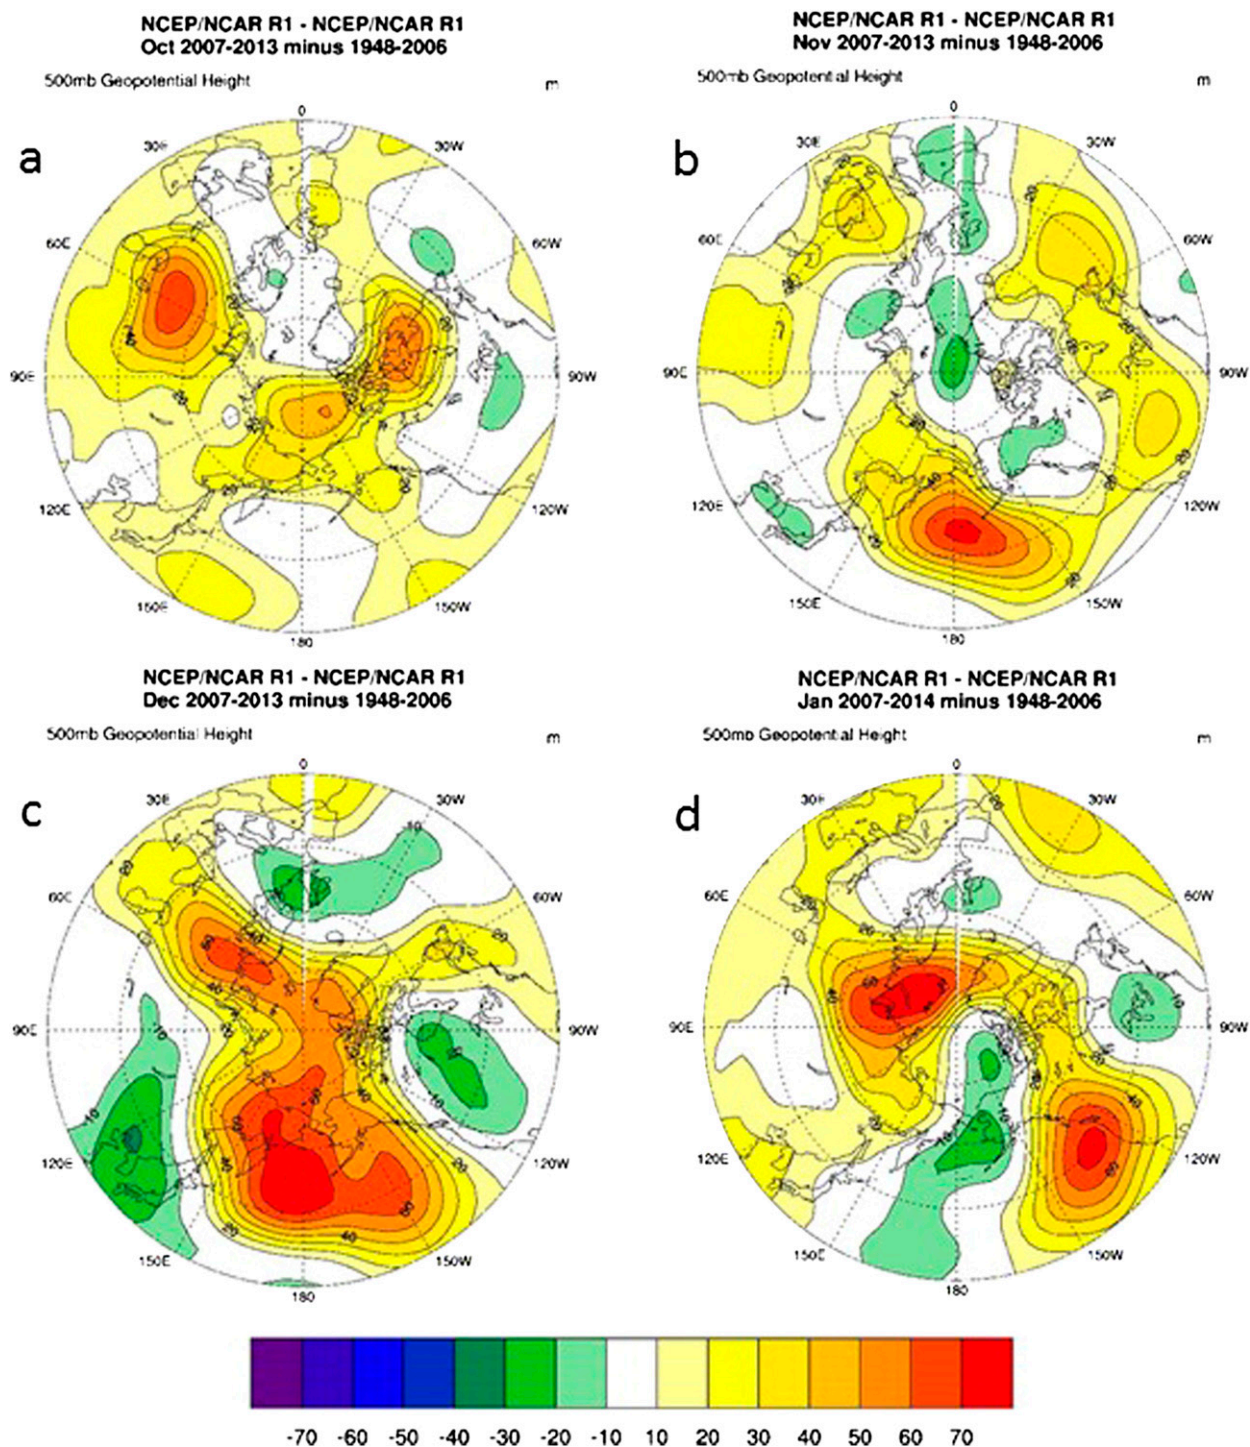 NCEP/NCAR R1 - NCEP/NCAR R1
Oct 2007-2013 minus 1948-2006
500mb Geopotential Height m
a
0
30E 30W
60E 60W
90E 90W
120E 120W
150E 150W
180
NCEP/NCAR R1 - NCEP/NCAR R1
Nov 2007-2013 minus 1948-2006
500mb Geopotential Height m
b
0
30E 30W
60E 60W
90E 90W
120E 120W
150E 150W
180
NCEP/NCAR R1 - NCEP/NCAR R1
Dec 2007-2013 minus 1948-2006
500mb Geopotential Height m
c
0
30E 30W
60E 60W
90E 90W
120E 120W
150E 150W
180
NCEP/NCAR R1 - NCEP/NCAR R1
Jan 2007-2014 minus 1948-2006
500mb Geopotential Height m
d
0
30E 30W
60E 60W
90E 90W
120E 120W
150E 150W
180
-70 -60 -50 -40 -30 -20 -10 10 20 30 40 50 60 70